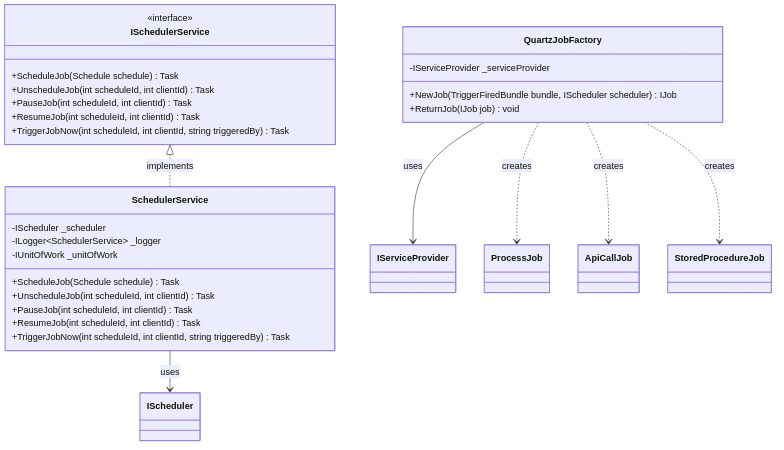 «interface»
ISchedulerService
+ScheduleJob(Schedule schedule) : Task
+UnscheduleJob(int scheduleId, int clientId) : Task
+PauseJob(int scheduleId, int clientId) : Task
+ResumeJob(int scheduleId, int clientId) : Task
+TriggerJobNow(int scheduleId, int clientId, string triggeredBy) : Task
implements
SchedulerService
-IScheduler _scheduler
-ILogger<SchedulerService> _logger
-IUnitOfWork _unitOfWork
+ScheduleJob(Schedule schedule) : Task
+UnscheduleJob(int scheduleId, int clientId) : Task
+PauseJob(int scheduleId, int clientId) : Task
+ResumeJob(int scheduleId, int clientId) : Task
+TriggerJobNow(int scheduleId, int clientId, string triggeredBy) : Task
uses
IScheduler
QuartzJobFactory
-IServiceProvider _serviceProvider
+NewJob(TriggerFiredBundle bundle, IScheduler scheduler) : IJob
+ReturnJob(IJob job) : void
uses
creates
creates
creates
IServiceProvider
ProcessJob
ApiCallJob
StoredProcedureJob